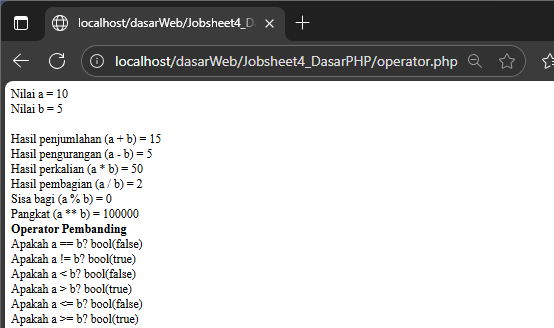 localhost/dasarWeb/Jobsheet4_D
localhost/dasarWeb/Jobsheet4_DasarPHP/operator.php
Nilai a = 10
Nilai b = 5
Hasil penjumlahan (a + b) = 15
Hasil pengurangan (a - b) = 5
Hasil perkalian (a * b) = 50
Hasil pembagian (a / b) = 2
Sisa bagi (a % b) = 0
Pangkat (a ** b) = 100000
Operator Pembanding
Apakah a == b? bool(false)
Apakah a != b? bool(true)
Apakah a < b? bool(false)
Apakah a > b? bool(true)
Apakah a <= b? bool(false)
Apakah a >= b? bool(true)